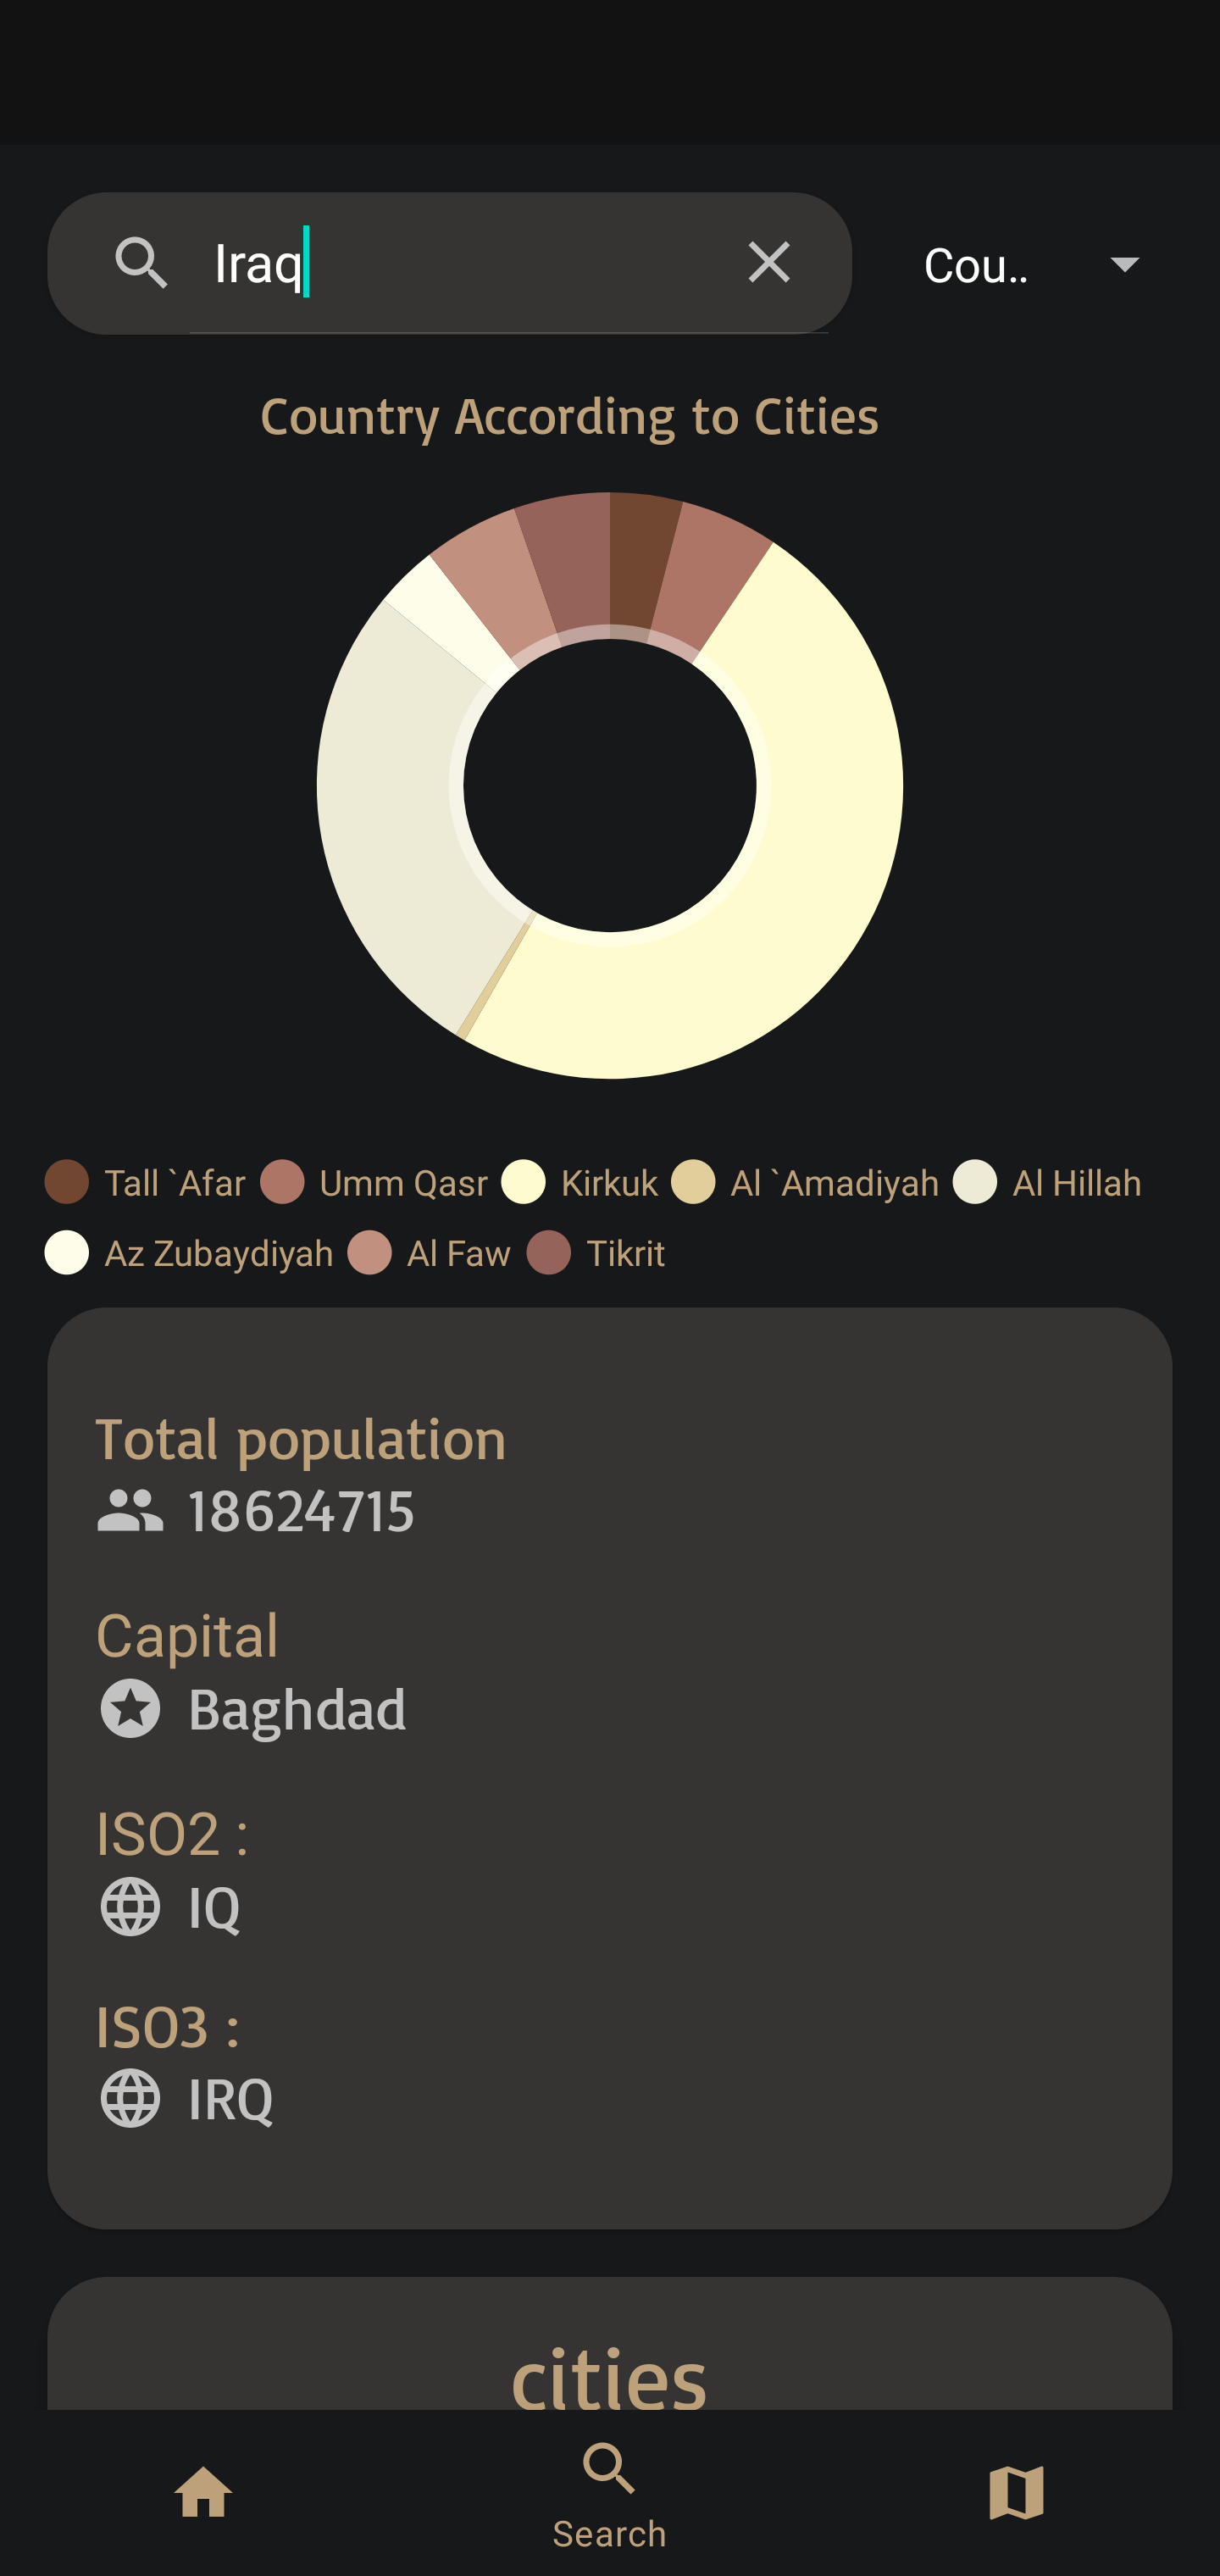 Iraq Cou..
Country According to Cities
Tall `Afar Umm Qasr Kirkuk Al `Amadiyah Al Hillah
Az Zubaydiyah Al Faw Tikrit
Total population
18624715
Capital
Baghdad
ISO2 :
IQ
ISO3 :
IRQ
cities
Search